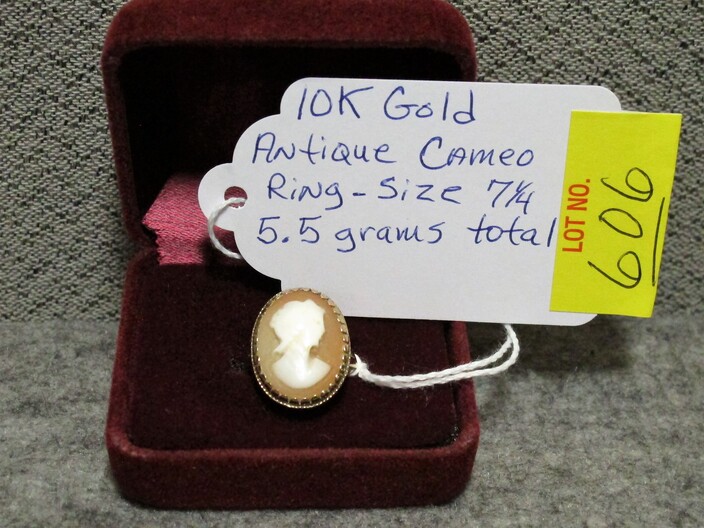 10K Gold
Antique Cameo
Ring-Size 7 1/4
5.5 grams total
LOT NO.
606